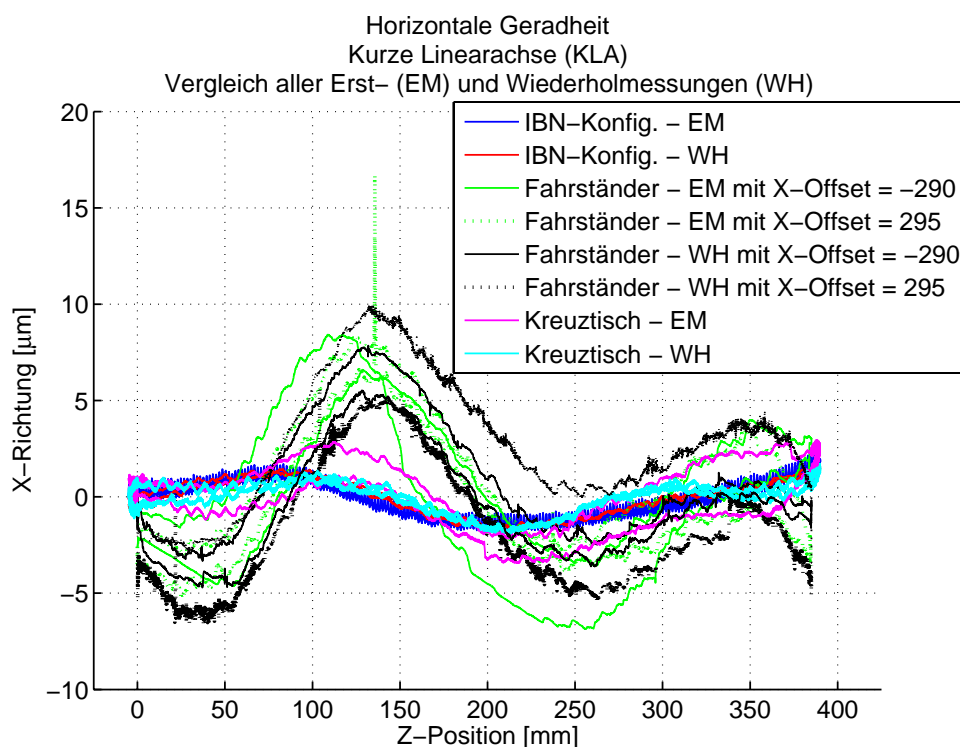 Horizontale Geradheit
Kurze Linearachse (KLA)
Vergleich aller Erst− (EM) und Wiederholmessungen (WH)
20
15
10
5
0
−5
−10
X−Richtung [µm]
IBN−Konfig. − EM
IBN−Konfig. − WH
Fahrständer − EM mit X−Offset = −290
Fahrständer − EM mit X−Offset = 295
Fahrständer − WH mit X−Offset = −290
Fahrständer − WH mit X−Offset = 295
Kreuztisch − EM
Kreuztisch − WH
0 50 100 150 200 250 300 350 400
Z−Position [mm]